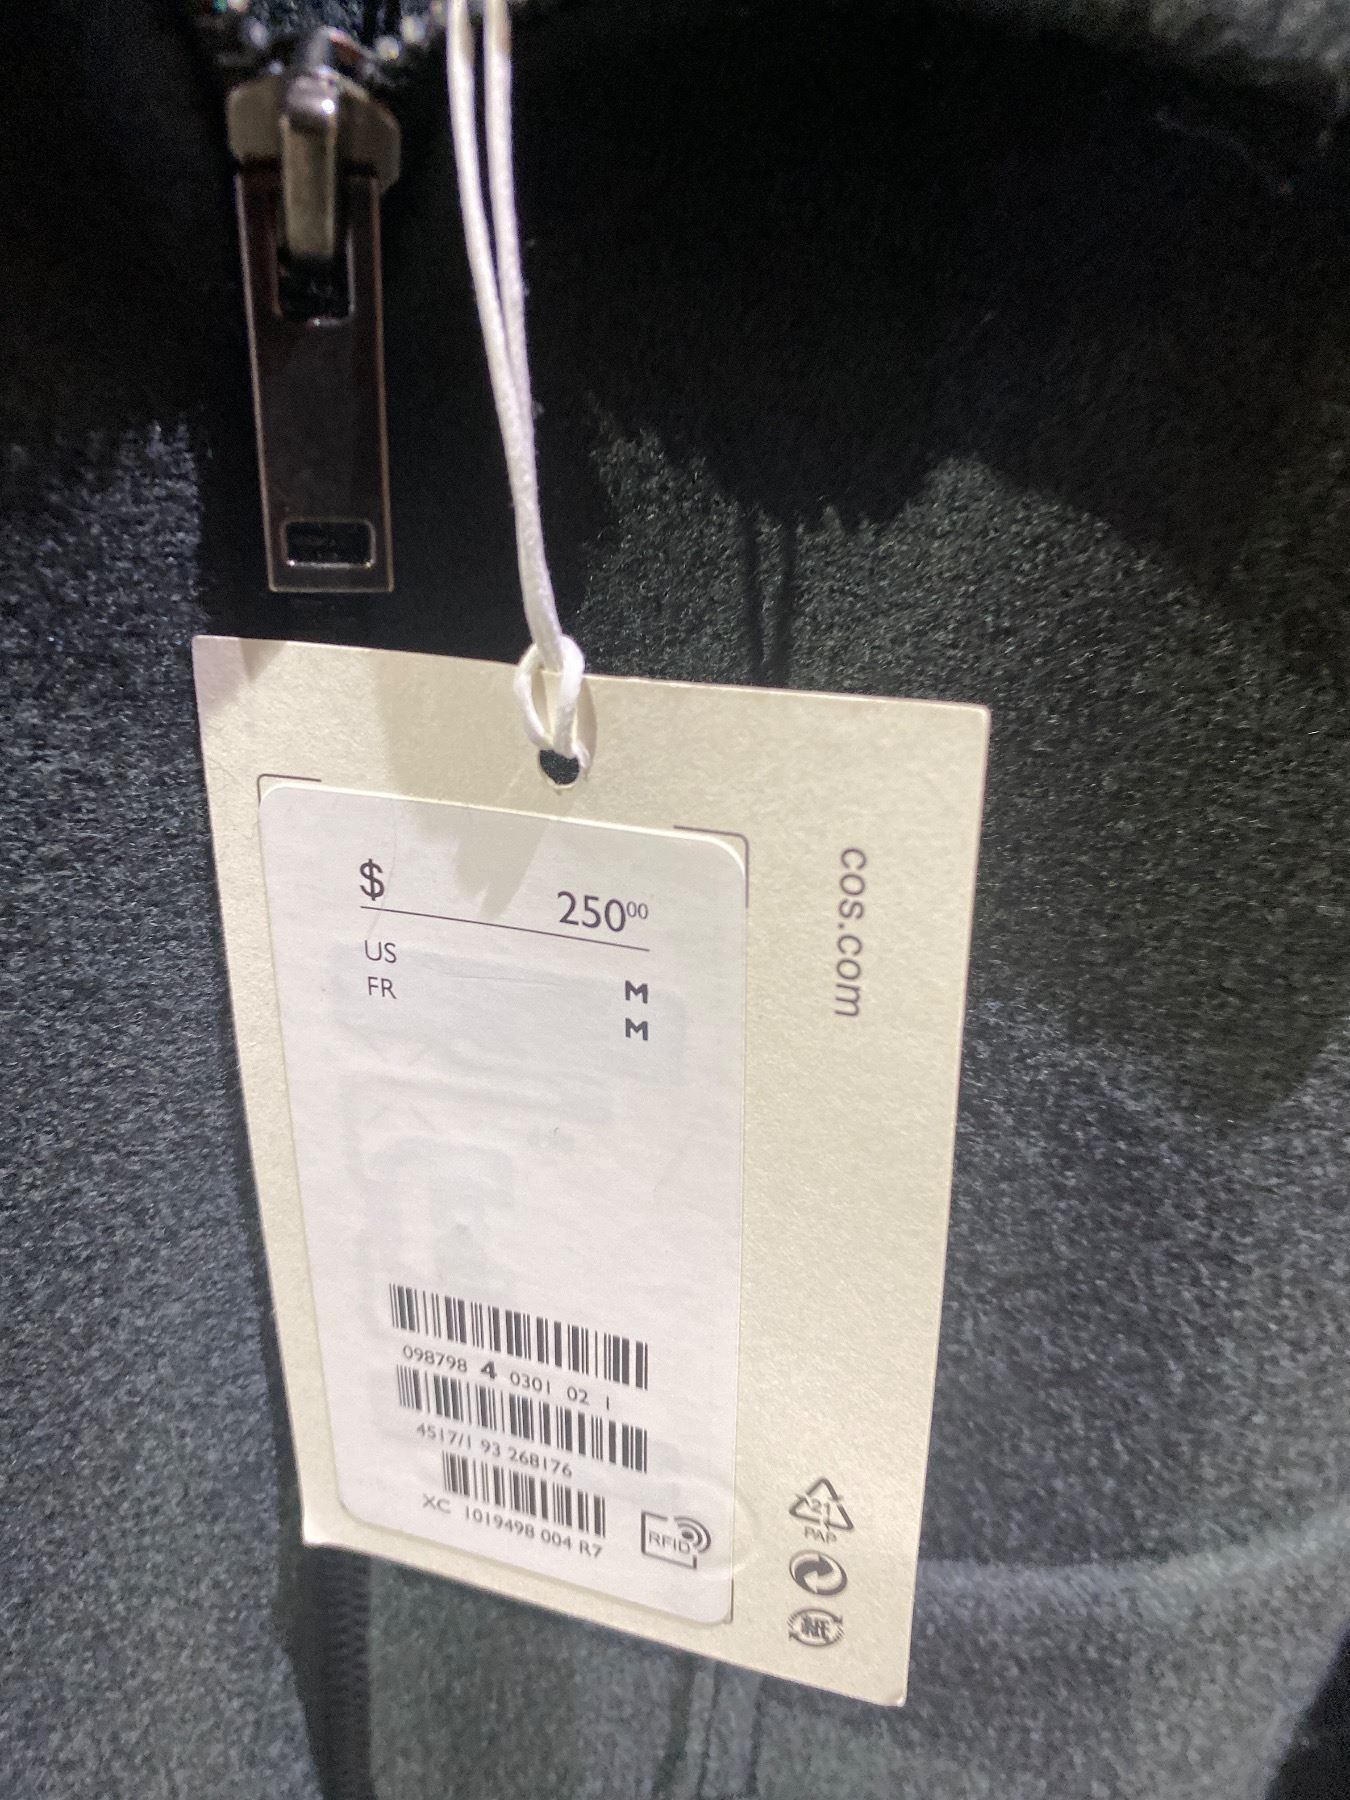 $ 250⁰⁰
US M
FR M
098798 4 0301 02 1
4517/1 93 268176
XC 1019498 004 R7
RFID
cos.com
21
PAP
紙